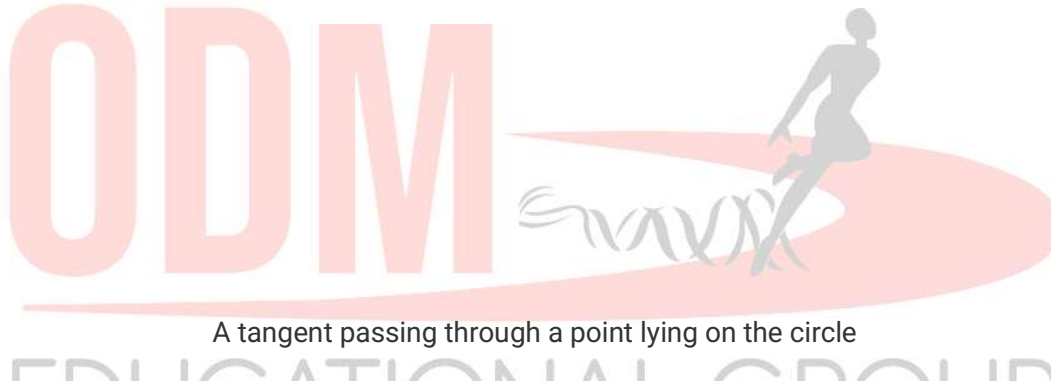 ODM
A tangent passing through a point lying on the circle
EDUCATIONAL GROUP